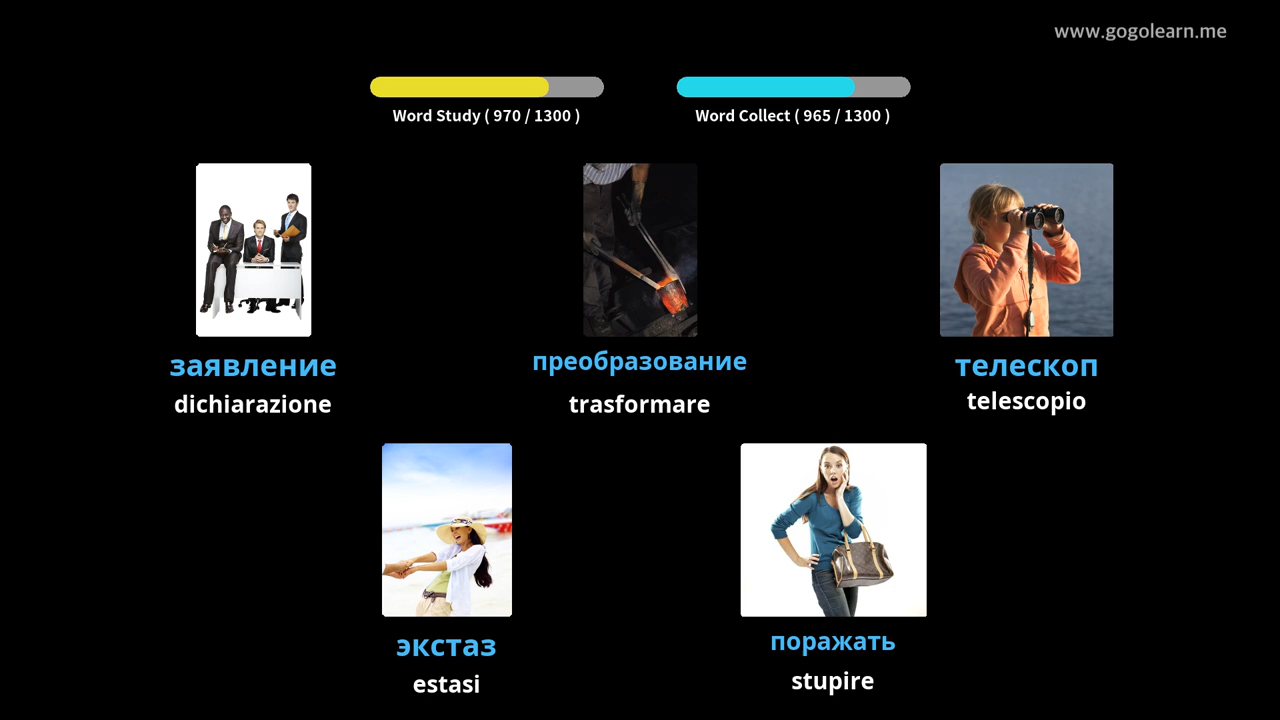 www.gogolearn.me
Word Study ( 970 / 1300 )
Word Collect ( 965 / 1300 )
заявление
dichiarazione
преобразование
trasformare
телескоп
telescopio
экстаз
estasi
поражать
stupire